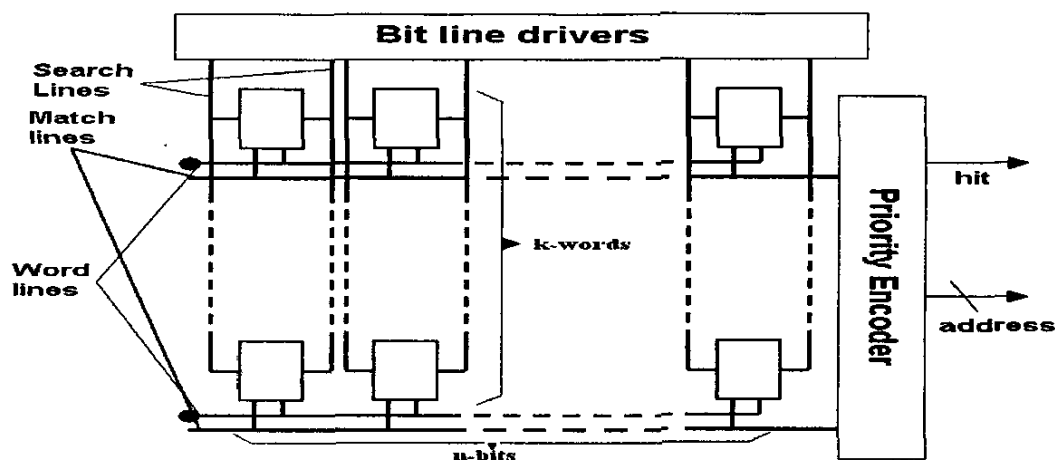 Bit line drivers
Search
Lines
Match
lines
hit
k-words
Word
lines
Priority Encoder
address
n-bits